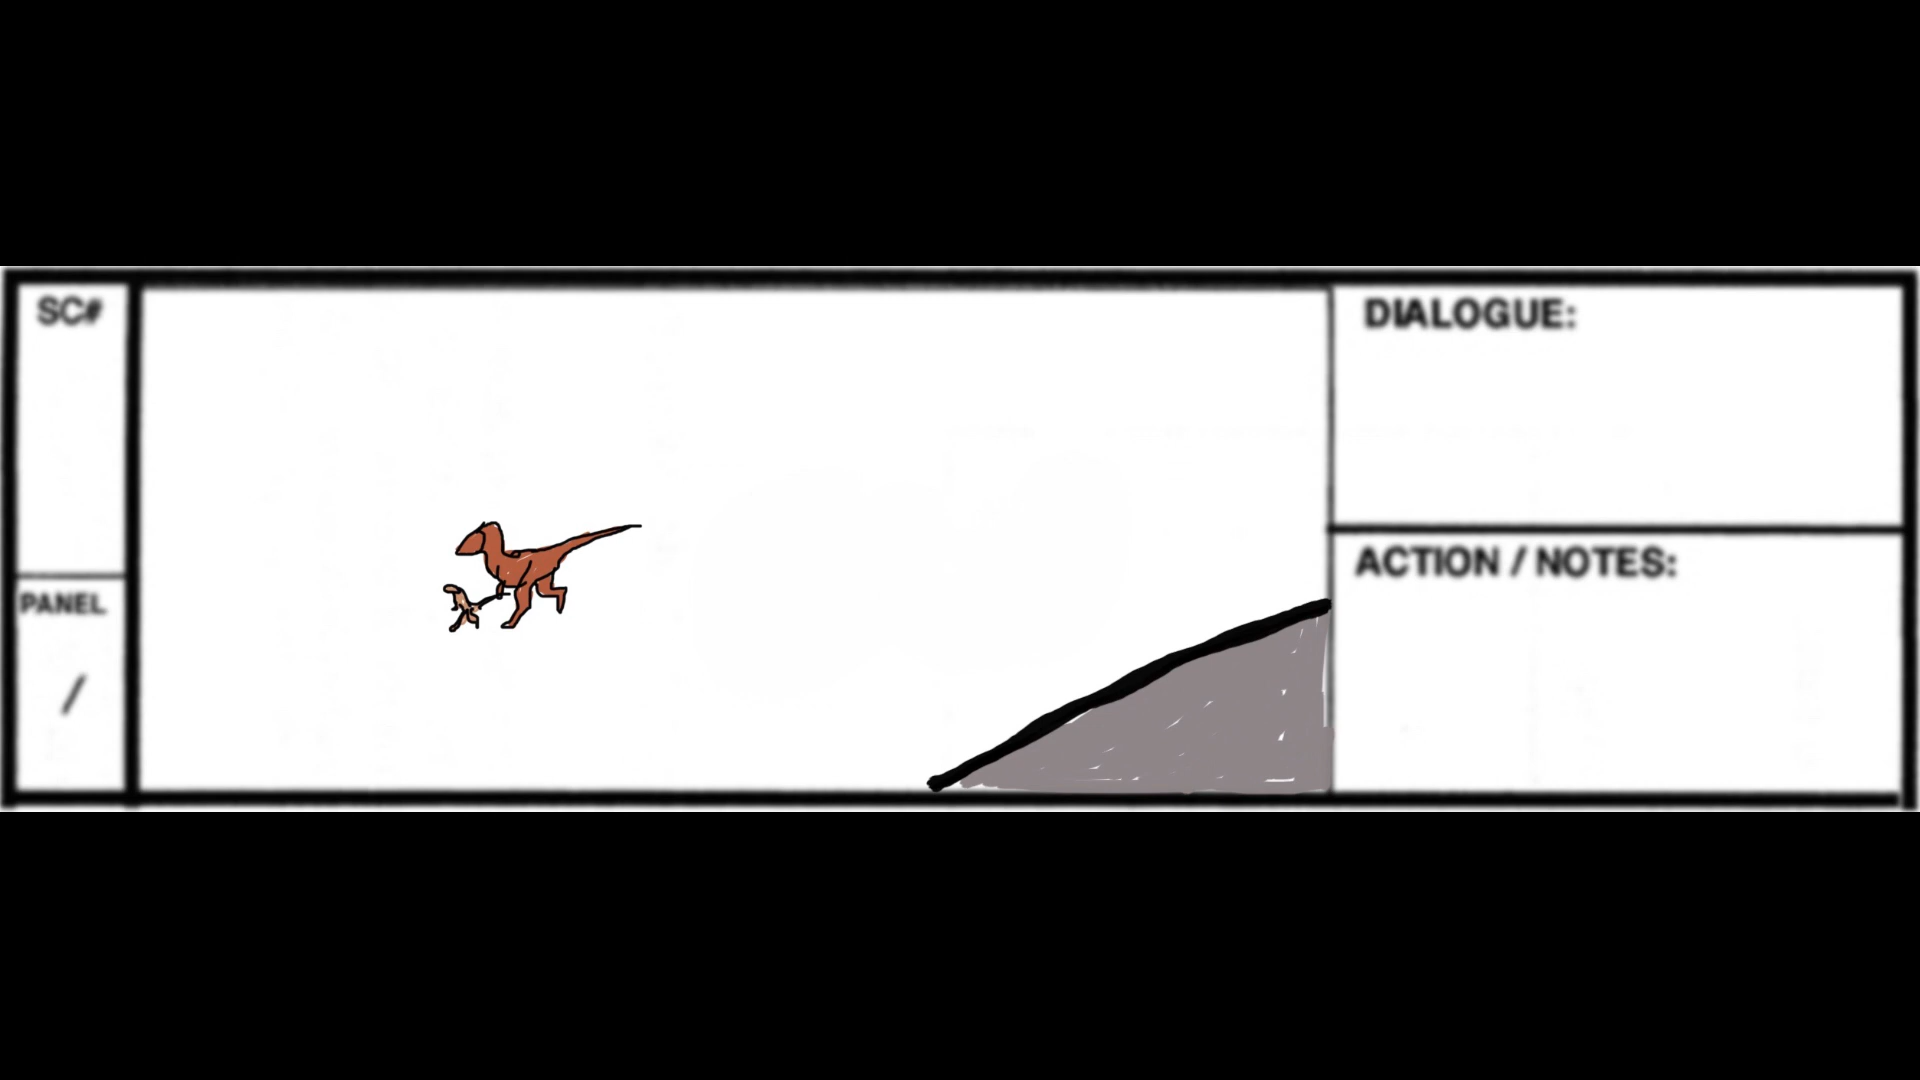 SC#
DIALOGUE:
ACTION / NOTES:
PANEL
/